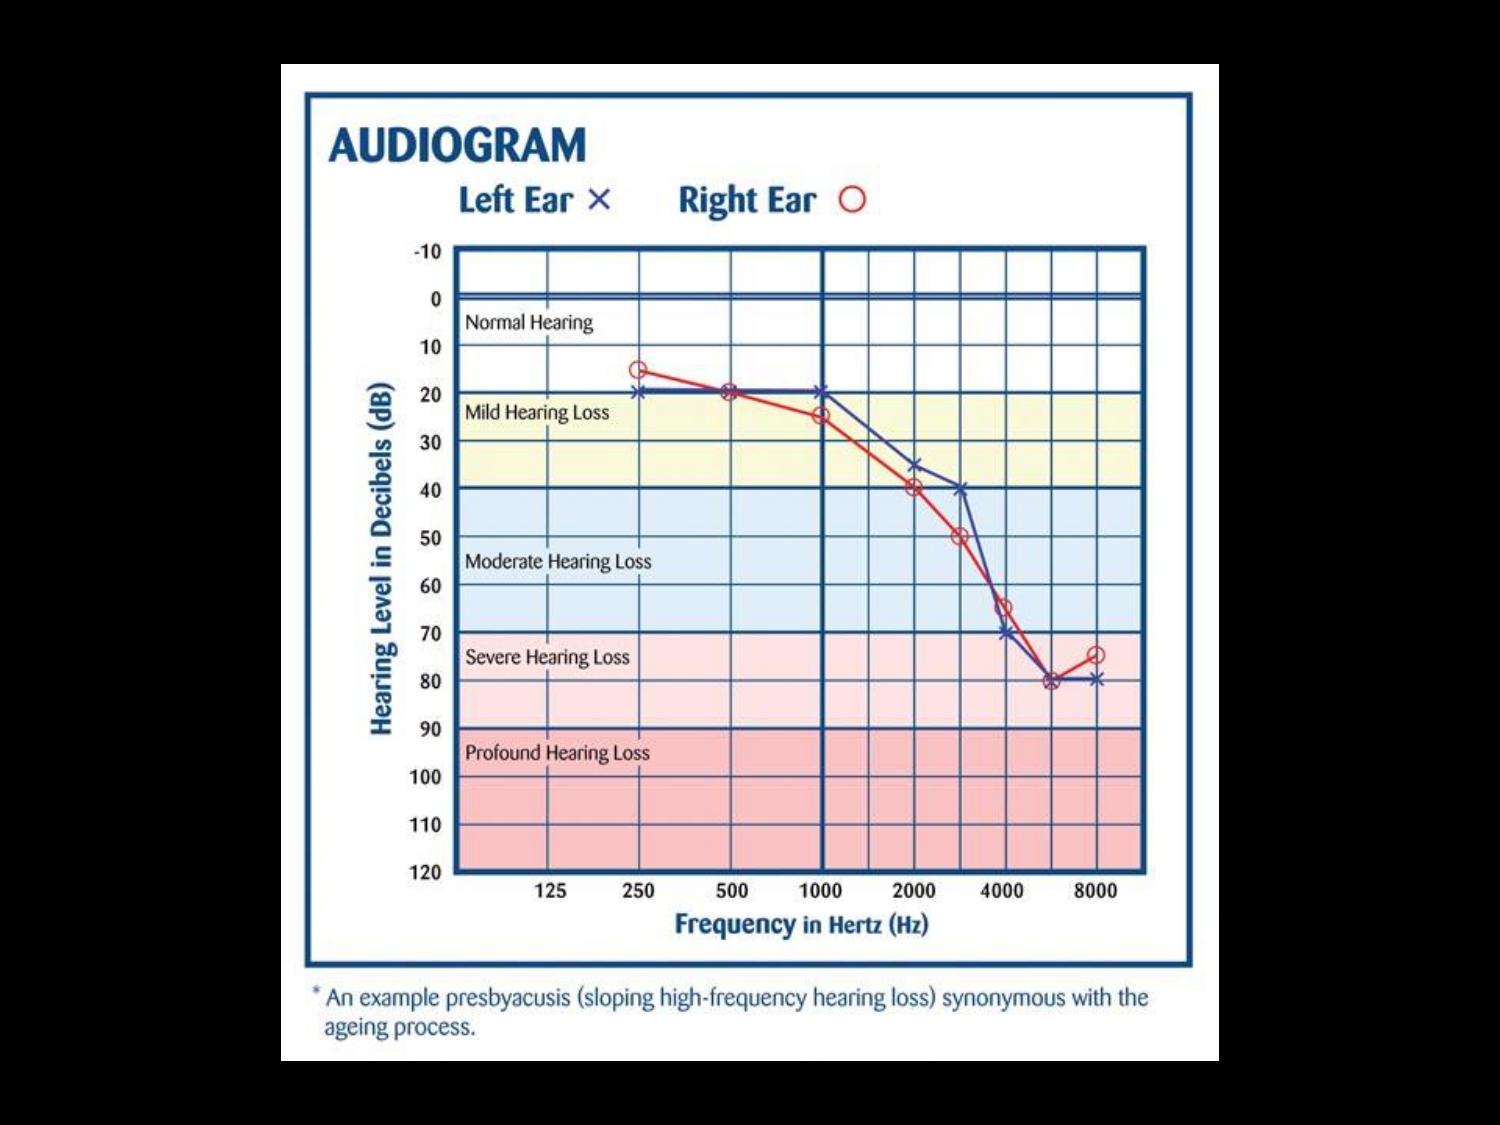 AUDIOGRAM
Left Ear × Right Ear ○
-10
0
Normal Hearing
10
20
Mild Hearing Loss
30
40
50
Moderate Hearing Loss
60
70
Severe Hearing Loss
80
90
Profound Hearing Loss
100
110
120
Hearing Level in Decibels (dB)
125 250 500 1000 2000 4000 8000
Frequency in Hertz (Hz)
* An example presbyacusis (sloping high-frequency hearing loss) synonymous with the
ageing process.